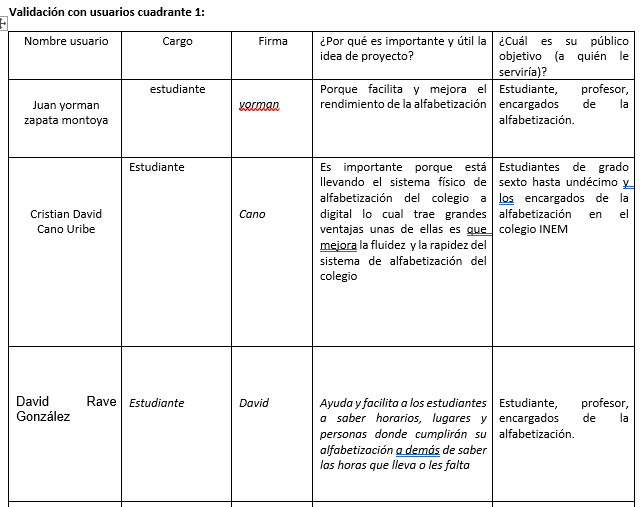 Validación con usuarios cuadrante 1:
Nombre usuario
Cargo
Firma
¿Por qué es importante y útil la
idea de proyecto?
¿Cuál es su público
objetivo (a quién le
serviría)?
Juan yorman
zapata montoya
estudiante
yorman
Porque facilita y mejora el
rendimiento de la alfabetización
Estudiante, profesor,
encargados de la
alfabetización.
Cristian David
Cano Uribe
Estudiante
Cano
Es importante porque está
llevando el sistema físico de
alfabetización del colegio a
digital lo cual trae grandes
ventajas unas de ellas es que
mejora la fluidez y la rapidez del
sistema de alfabetización del
colegio
Estudiantes de grado
sexto hasta undécimo y
los encargados de la
alfabetización en el
colegio INEM
David Rave
González
Estudiante
David
Ayuda y facilita a los estudiantes
a saber horarios, lugares y
personas donde cumplirán su
alfabetización a demás de saber
las horas que lleva o les falta
Estudiante, profesor,
encargados de la
alfabetización.